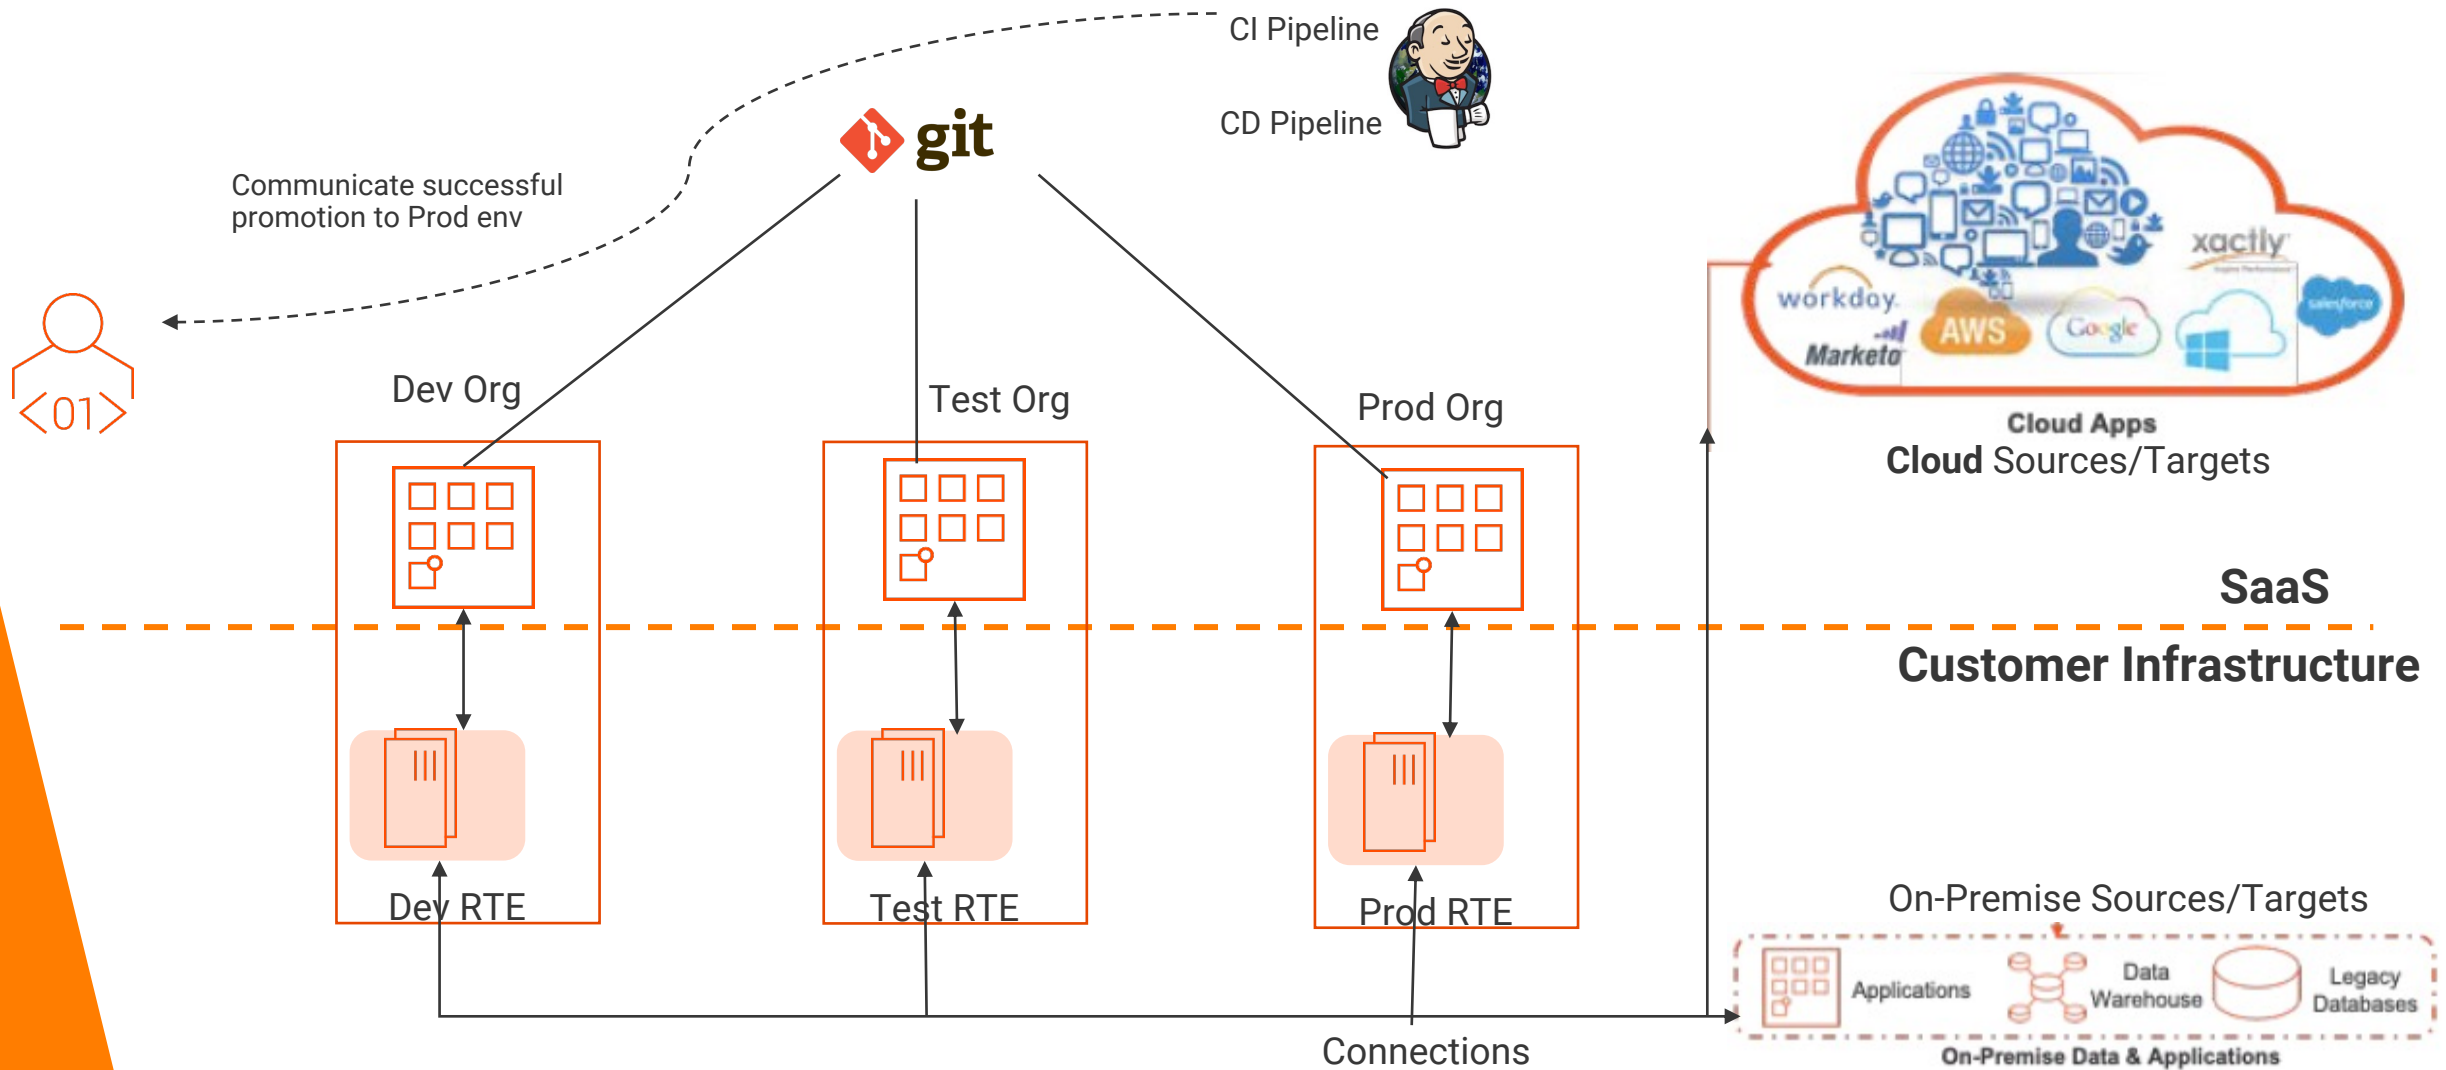 CI Pipeline
CD Pipeline
git
Communicate successful
promotion to Prod env
<01>
Dev Org
Test Org
Prod Org
xactly
workday.
Marketo
AWS
Google
salesforce
Cloud Apps
Cloud Sources/Targets
SaaS
Customer Infrastructure
Dev RTE
Test RTE
Prod RTE
On-Premise Sources/Targets
Applications
Data
Warehouse
Legacy
Databases
On-Premise Data & Applications
Connections